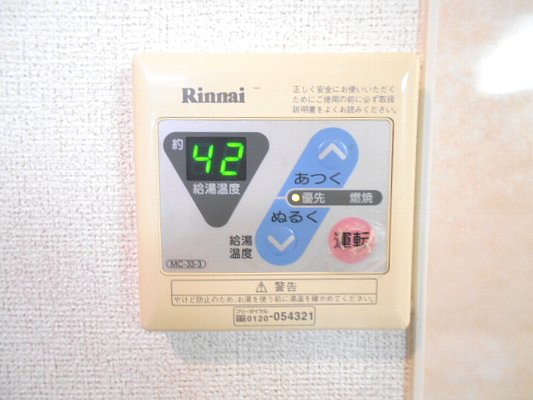 Rinnai
正しく安全にお使いいただく
ためにご使用の前に必ず取扱
説明書をよくお読みください。
約 42
給湯温度
あつく
優先 燃焼
ぬるく
給湯
温度
運転
MC-33-3
警告
やけど防止のため、お湯を使う前に湯温を確かめてください。
フリーダイヤル
0120-054321